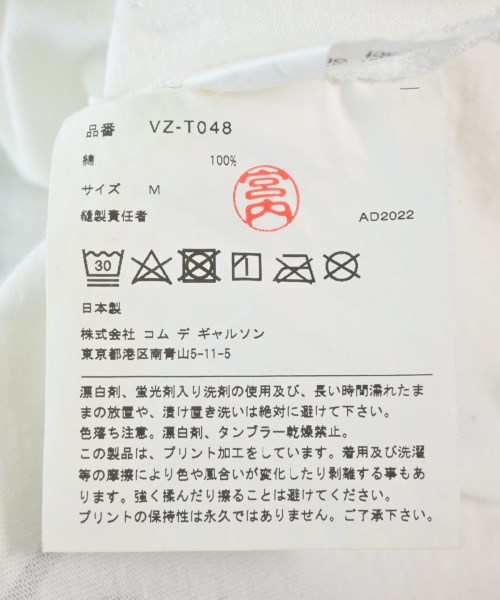 品番 VZ-T048
綿 100%
サイズ M
縫製責任者 宮内 AD2022
30
日本製
株式会社 コム デ ギャルソン
東京都港区南青山5-11-5
漂白剤、蛍光剤入り洗剤の使用及び、長い時間濡れたま
まの放置や、漬け置き洗いは絶対に避けて下さい。
色落ち注意。漂白剤、タンブラー乾燥禁止。
この製品は、プリント加工をしています。着用及び洗濯
等の摩擦により色や風合いが変化したり剥離する事もあ
ります。強く揉んだり擦ることは避けてください。
プリントの保持性は永久ではありません。ご了承下さい。